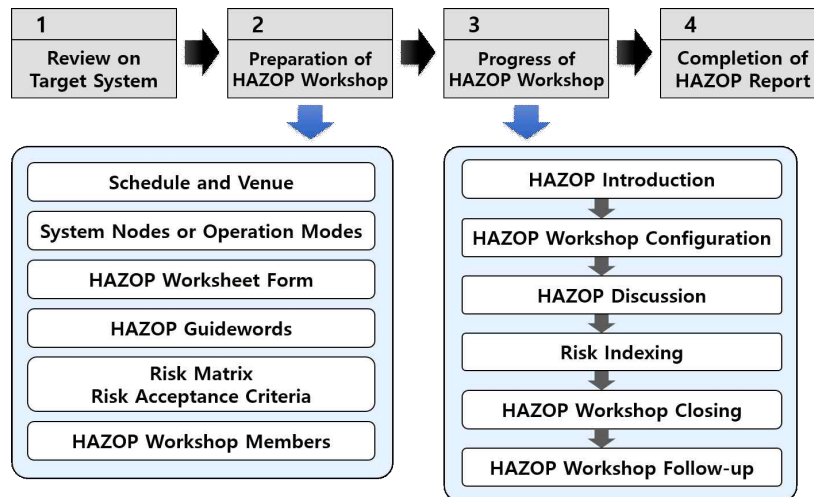 1
Review on
Target System
2
Preparation of
HAZOP Workshop
3
Progress of
HAZOP Workshop
4
Completion of
HAZOP Report
Schedule and Venue
System Nodes or Operation Modes
HAZOP Worksheet Form
HAZOP Guidewords
Risk Matrix
Risk Acceptance Criteria
HAZOP Workshop Members
HAZOP Introduction
HAZOP Workshop Configuration
HAZOP Discussion
Risk Indexing
HAZOP Workshop Closing
HAZOP Workshop Follow-up